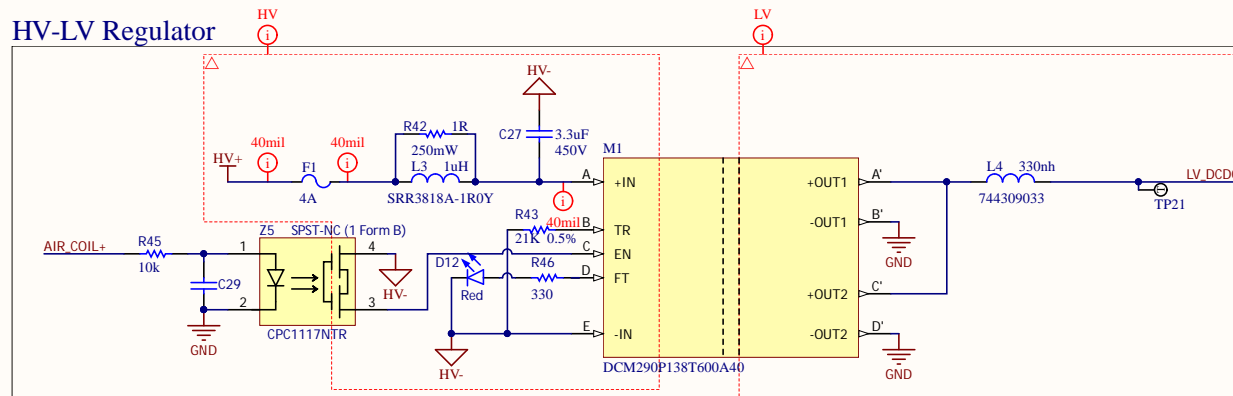 HV-LV Regulator
HV
i
LV
i
HV-
R42 1R
250mW
L3 1uH
SRR3818A-1R0Y
C27 3.3uF
450V
M1
40mil
i
40mil
i
HV+
F1
4A
A +IN
+OUT1 A'
L4 330nh
744309033
LV_DCD
TP21
i
40mil
R43
21K 0.5%
B TR
-OUT1 B'
GND
Z5 SPST-NC (1 Form B)
AIR_COIL+
R45
10k
1
4
HV-
C EN
D12
Red
R46
330
D FT
C29
+OUT2 C'
2
3
GND
CPC1117NTR
E -IN
-OUT2 D'
GND
HV-
DCM290P138T600A40